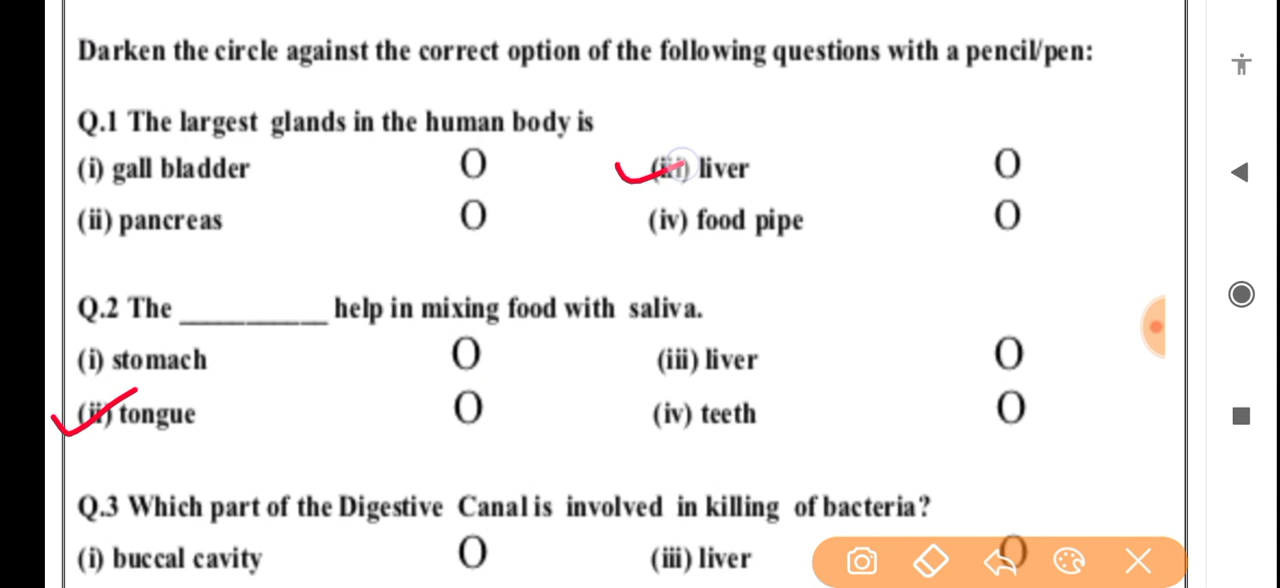 Darken the circle against the correct option of the following questions with a pencil/pen:
Q.1 The largest glands in the human body is
(i) gall bladder O (iii) liver O
(ii) pancreas O (iv) food pipe O
Q.2 The __________ help in mixing food with saliva.
(i) stomach O (iii) liver O
(ii) tongue O (iv) teeth O
Q.3 Which part of the Digestive Canal is involved in killing of bacteria?
(i) buccal cavity O (iii) liver O